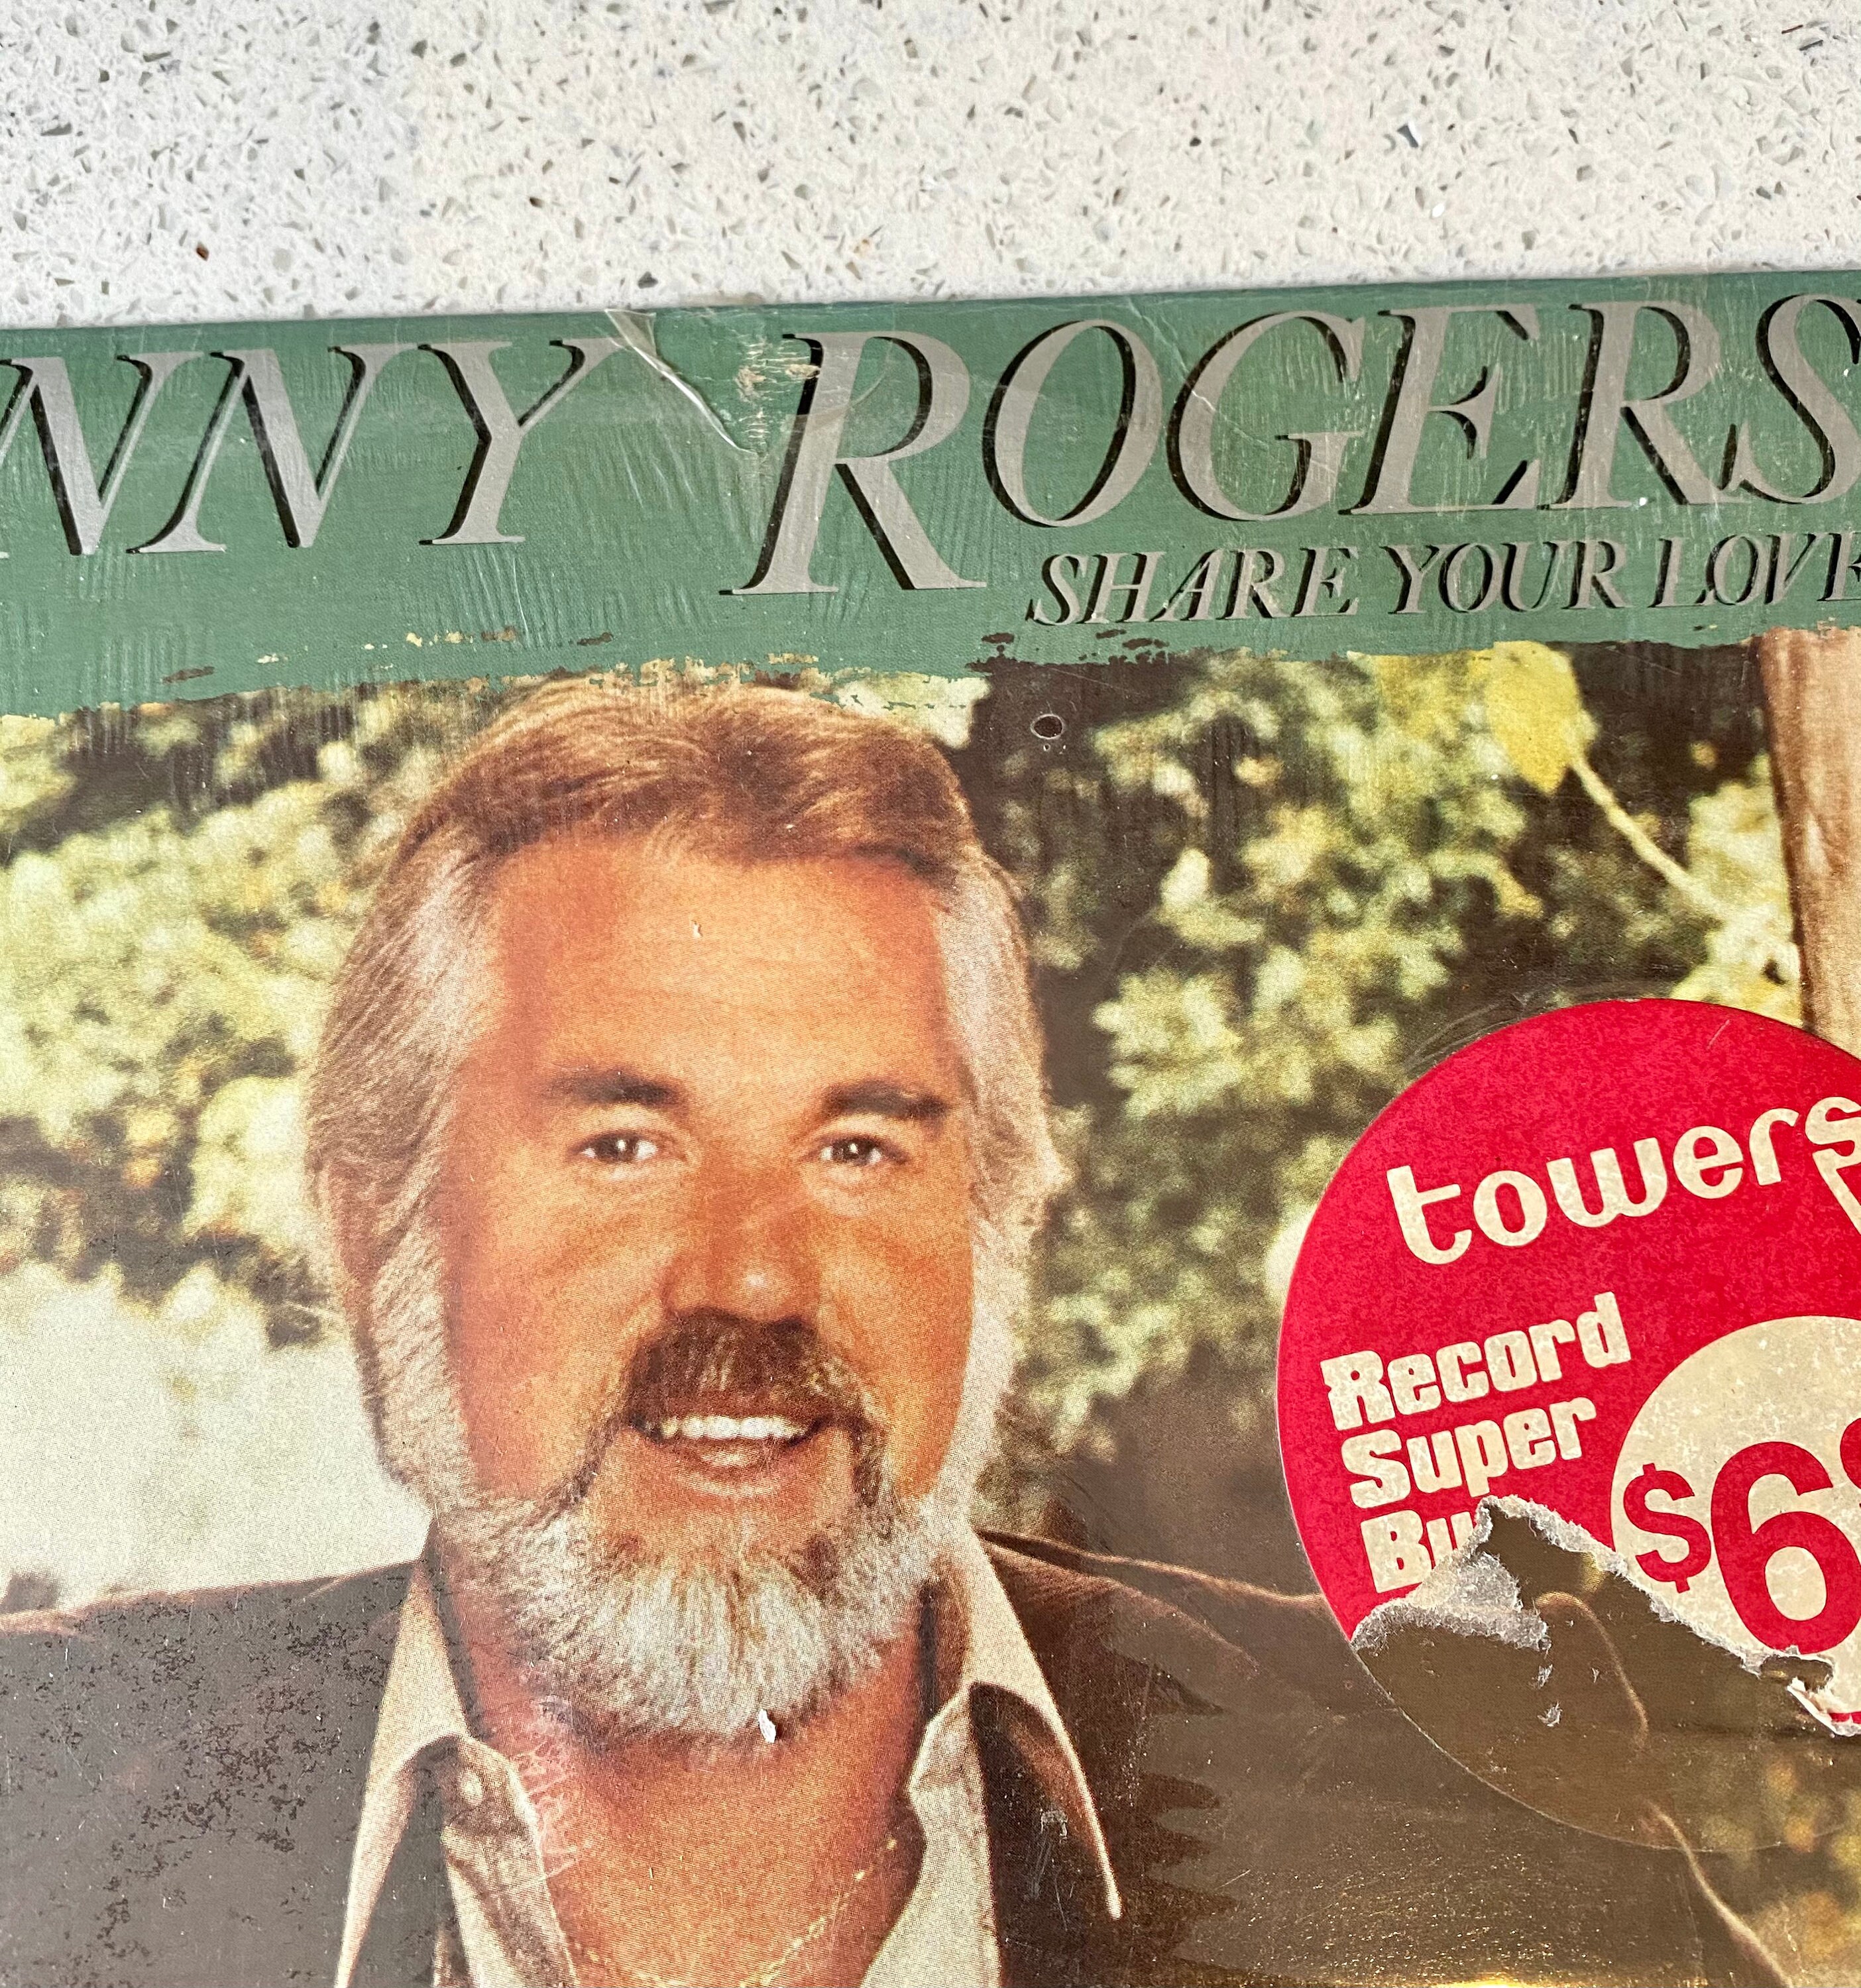 NNY ROGERS
SHARE YOUR LOVE
towers
Record
Super
Bu
$6